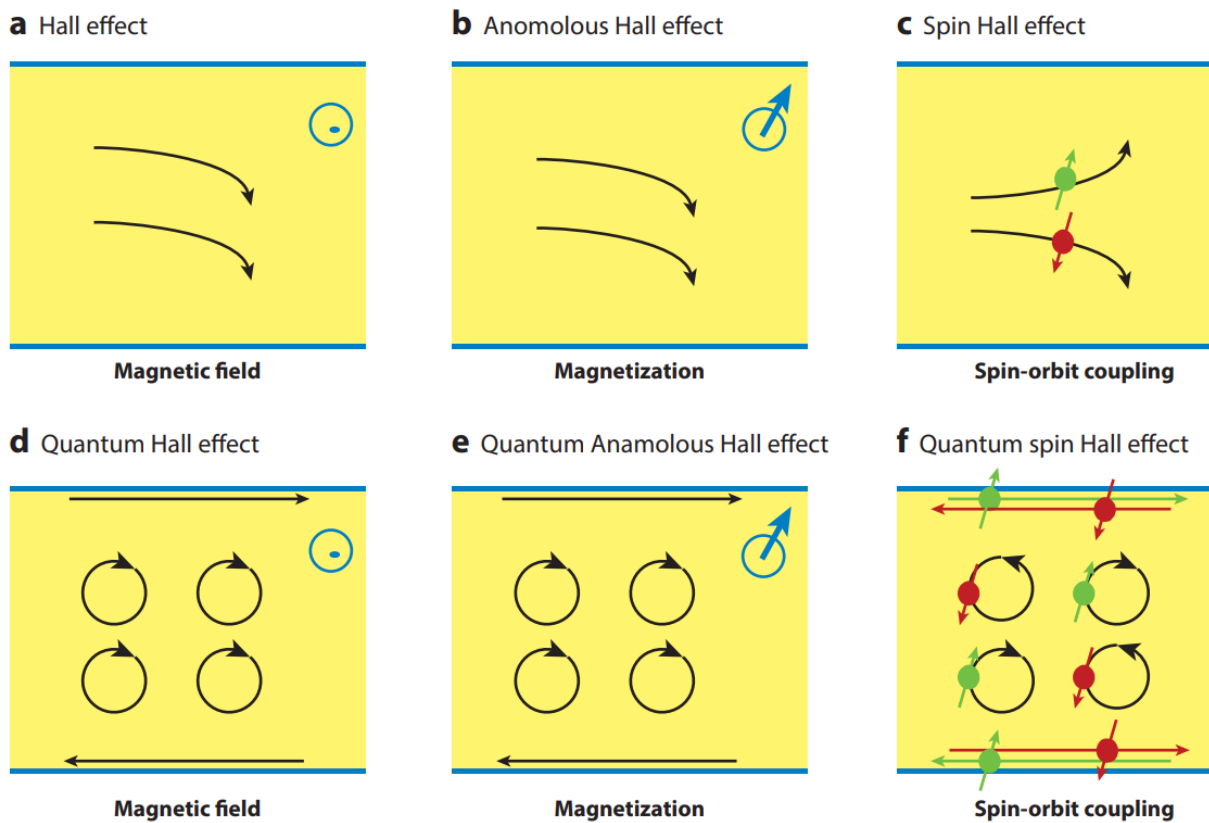 a Hall effect
b Anomolous Hall effect
c Spin Hall effect
Magnetic field
Magnetization
Spin-orbit coupling
d Quantum Hall effect
e Quantum Anamolous Hall effect
f Quantum spin Hall effect
Magnetic field
Magnetization
Spin-orbit coupling